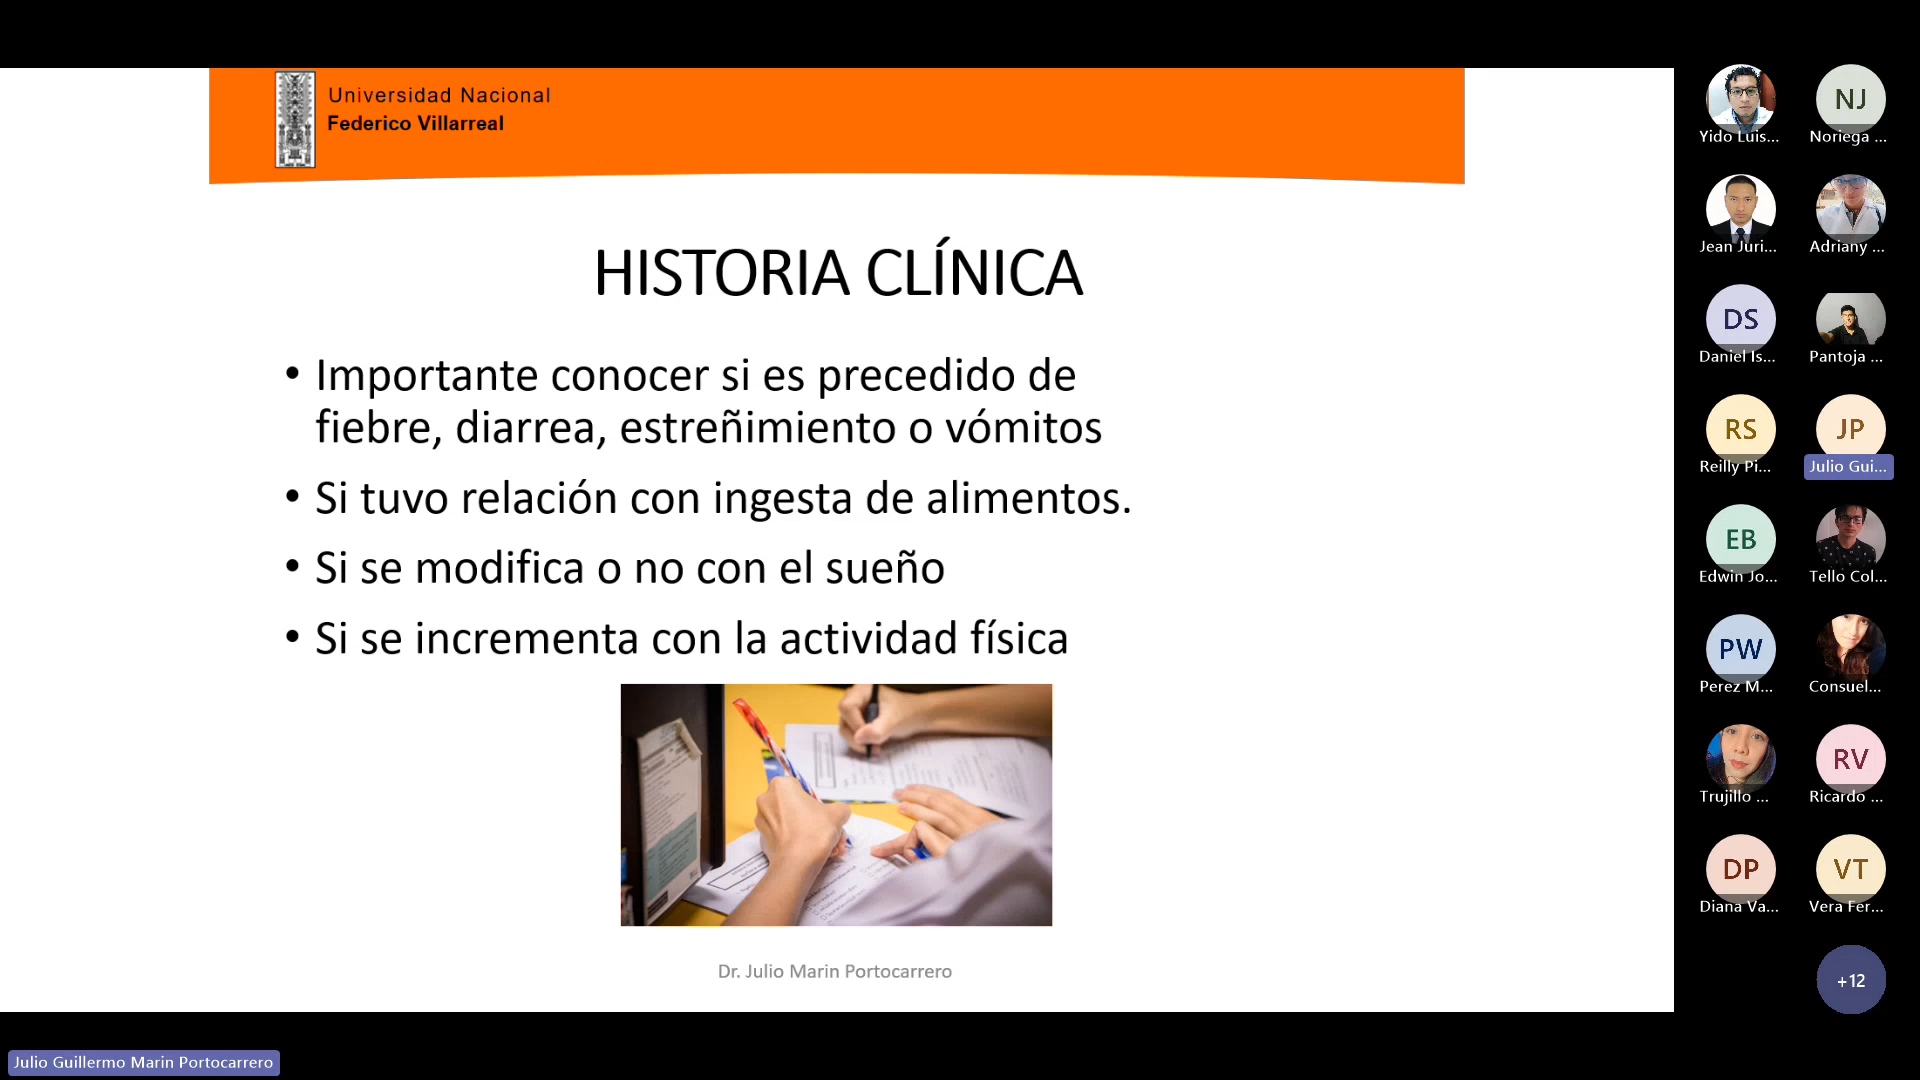 Universidad Nacional
Federico Villarreal
HISTORIA CLÍNICA
• Importante conocer si es precedido de
fiebre, diarrea, estreñimiento o vómitos
• Si tuvo relación con ingesta de alimentos.
• Si se modifica o no con el sueño
• Si se incrementa con la actividad física
Dr. Julio Marin Portocarrero
Julio Guillermo Marin Portocarrero
Yido Luis...
NJ
Noriega ...
Jean Juri...
Adriany ...
DS
Daniel Is...
Pantoja ...
RS
Reilly Pi...
JP
Julio Gui...
EB
Edwin Jo...
Tello Col...
PW
Perez M...
Consuel...
Trujillo ...
RV
Ricardo ...
DP
Diana Va...
VT
Vera Fer...
+12